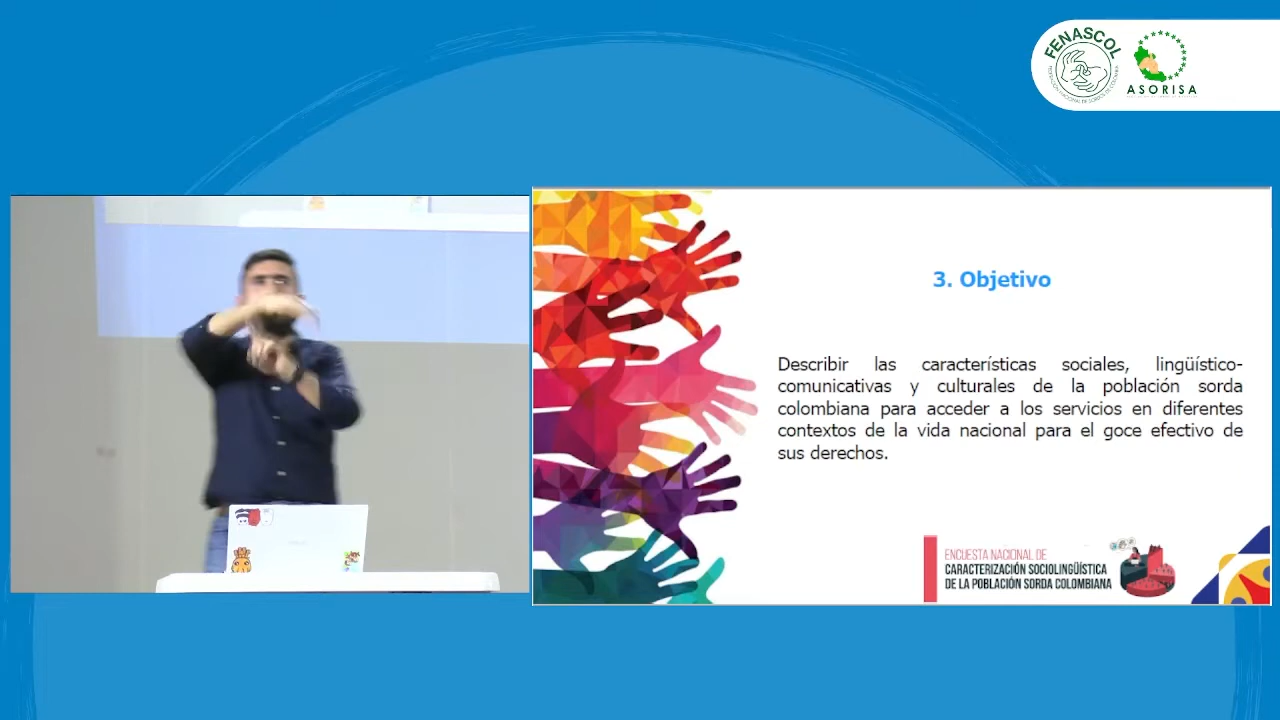 FENASCOL
ASORISA
3. Objetivo
Describir las características sociales, lingüístico-
comunicativas y culturales de la población sorda
colombiana para acceder a los servicios en diferentes
contextos de la vida nacional para el goce efectivo de
sus derechos.
ENCUESTA NACIONAL DE
CARACTERIZACIÓN SOCIOLINGÜÍSTICA
DE LA POBLACIÓN SORDA COLOMBIANA